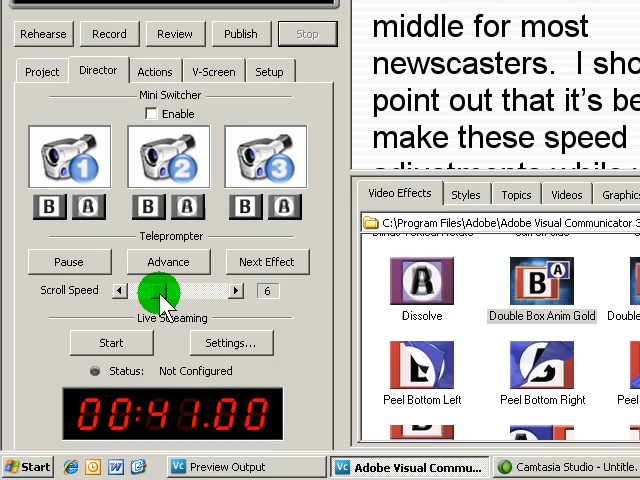 Rehearse Record Review Publish Stop
middle for most
newscasters. I sho
point out that it's be
make these speed
Project Director Actions V-Screen Setup
Mini Switcher
Enable
1 2 3
B A B A B A
Teleprompter
Pause Advance Next Effect
Scroll Speed 6
Live Streaming
Start Settings...
Status: Not Configured
00:41.00
Video Effects Styles Topics Videos Graphics
C:\Program Files\Adobe\Adobe Visual Communicator 3
A B A
Dissolve Double Box Anim Gold Double
Peel Bottom Left Peel Bottom Right Peel
Start Preview Output Adobe Visual Commu... Camtasia Studio - Untitle.